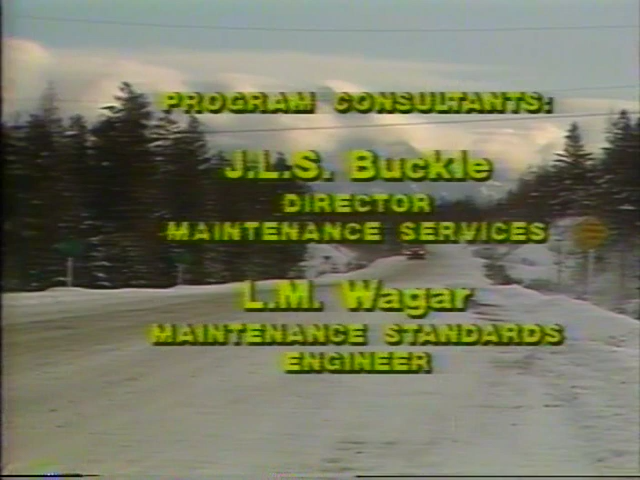 PROGRAM CONSULTANTS:
J.L.S. Buckle
DIRECTOR
MAINTENANCE SERVICES
L.M. Wagar
MAINTENANCE STANDARDS
ENGINEER